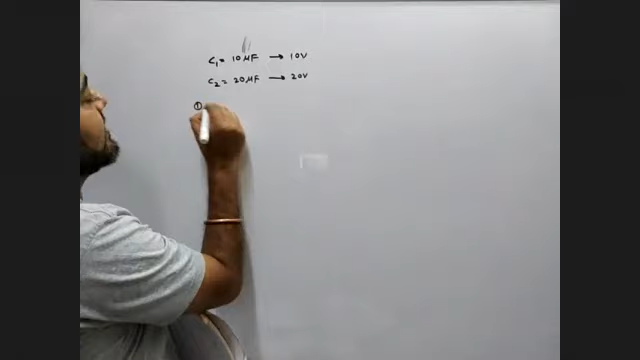 C₁ = 10 μF → 10V
C₂ = 20 μF → 20V
①